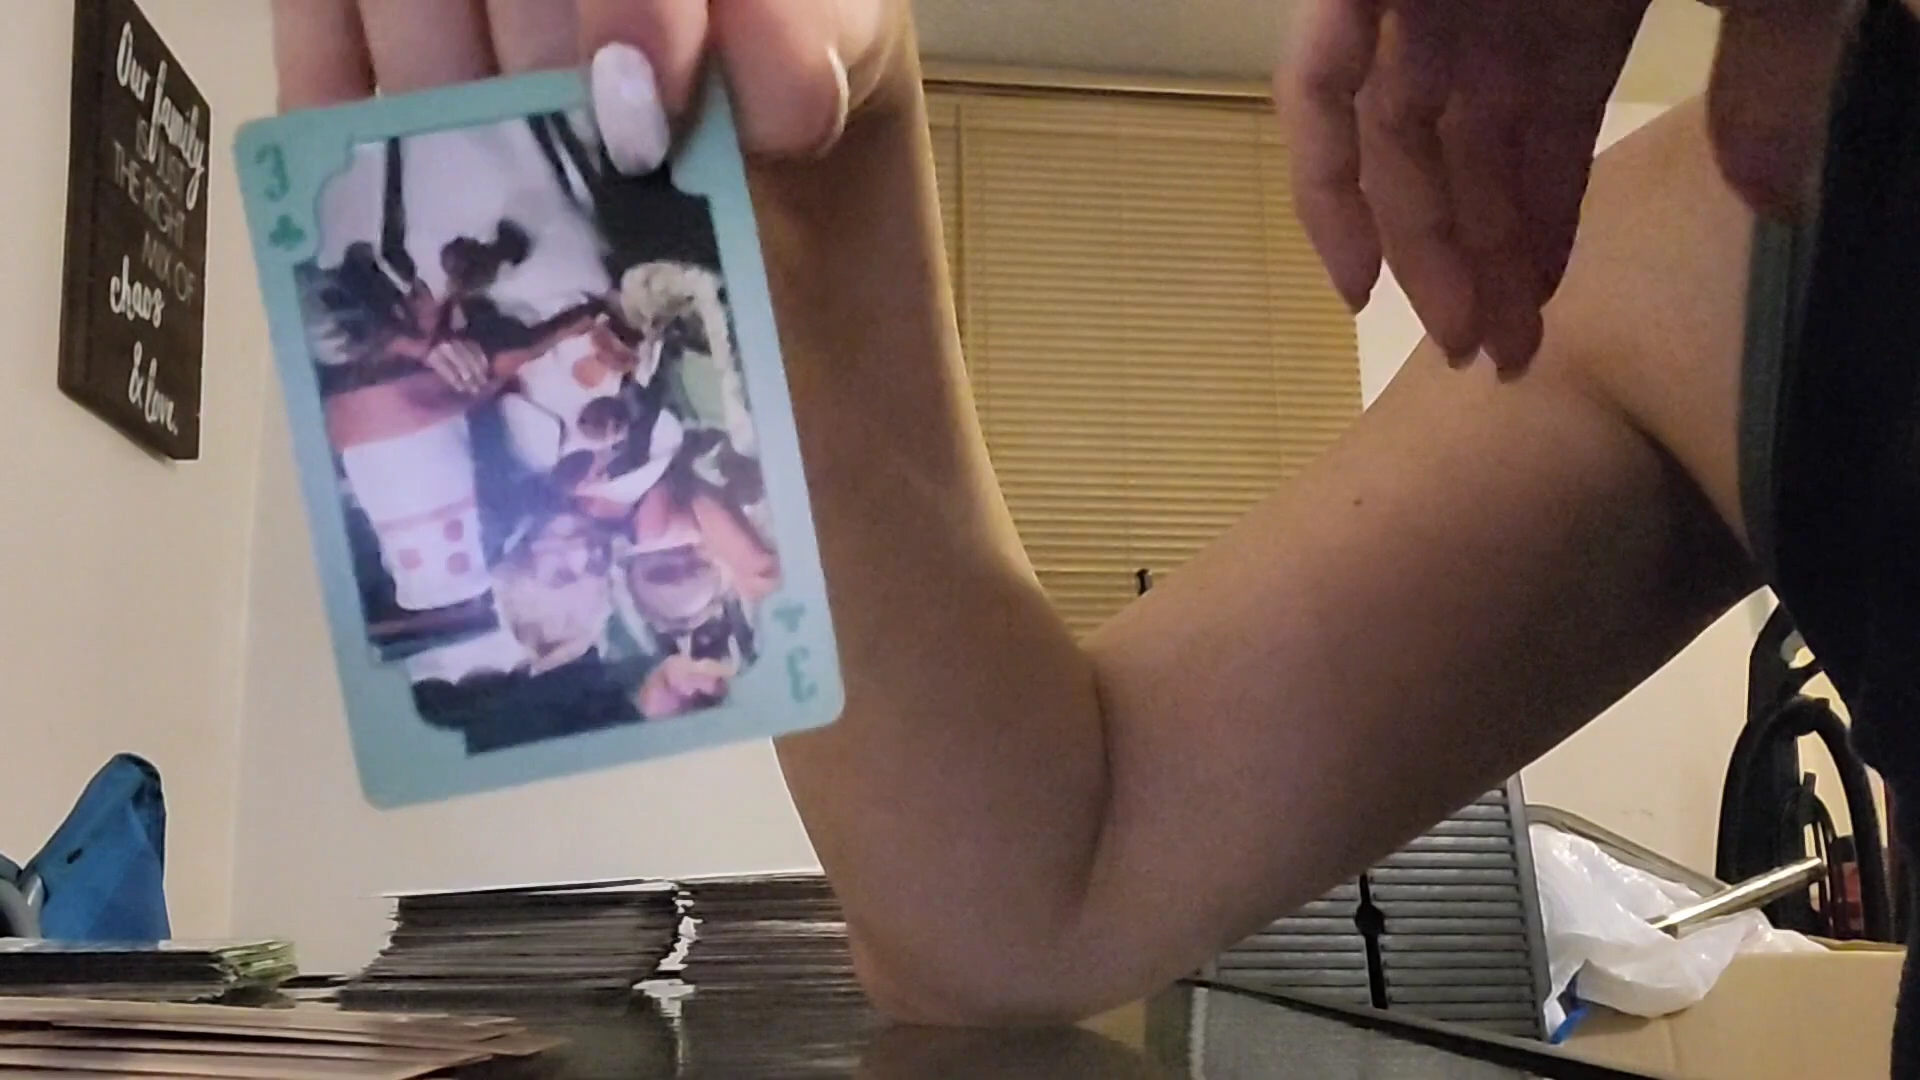 Our family
IS JUST
THE RIGHT
MIX OF
chaos
& love.
3
3